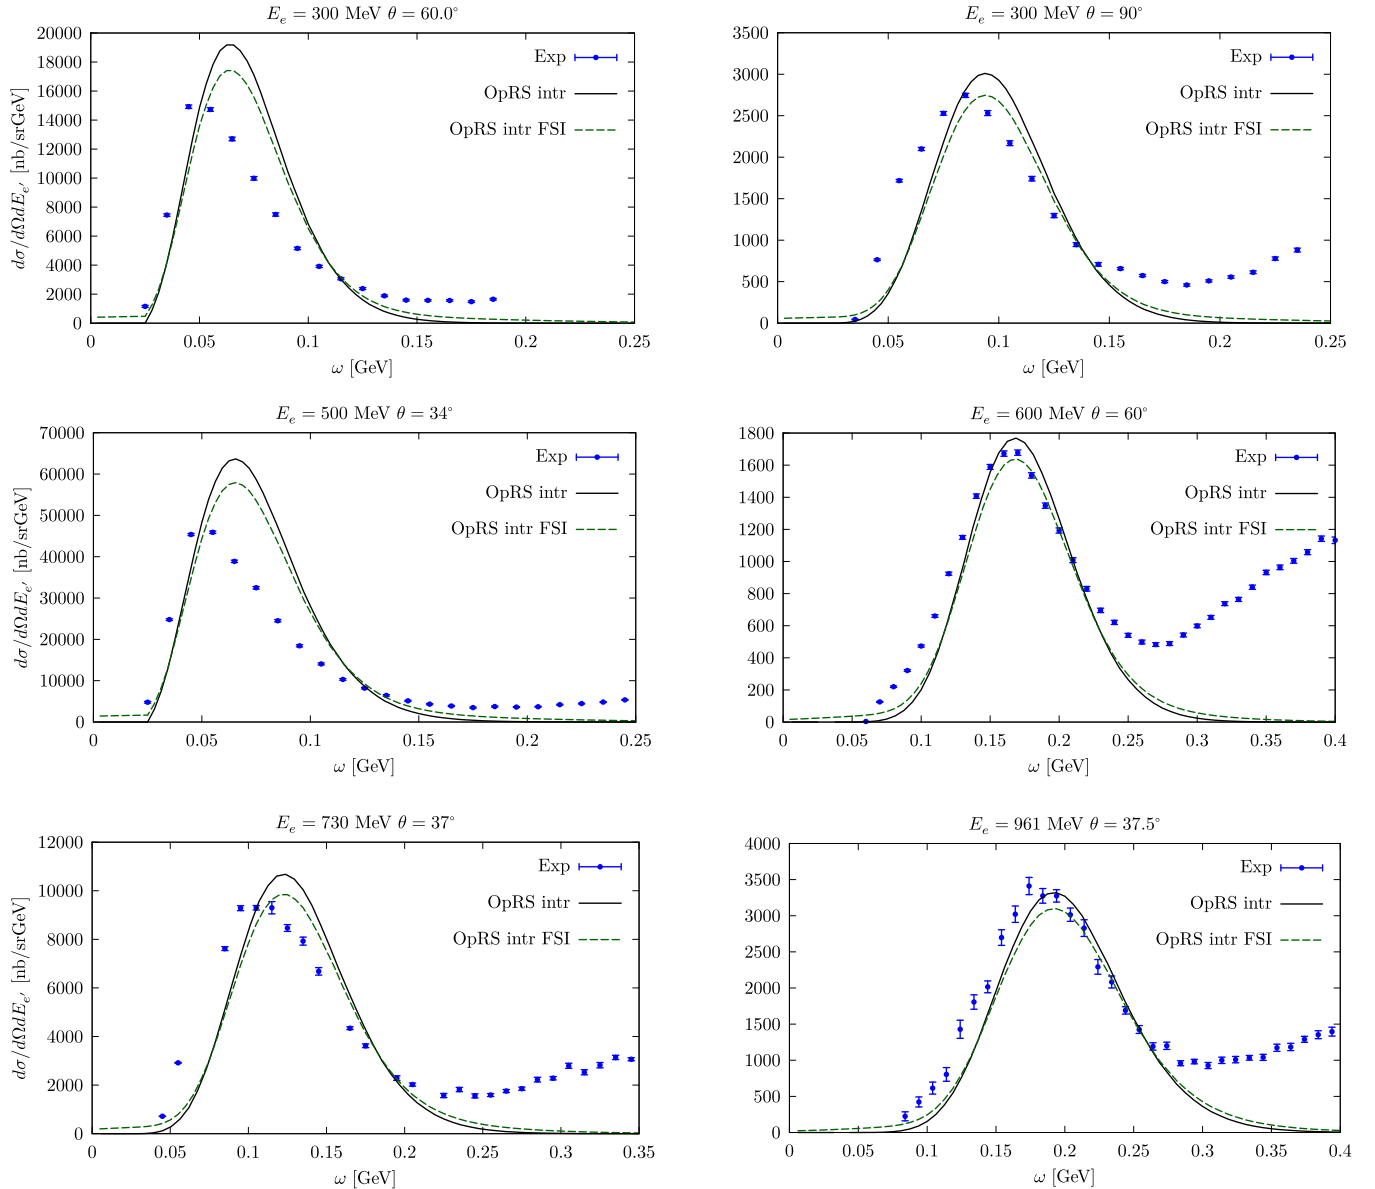 E_e = 300 MeV θ = 60.0°
20000
18000
16000
14000
12000
10000
8000
6000
4000
2000
0
dσ/dΩdE_e′ [nb/srGeV]
Exp
OpRS intr
OpRS intr FSI
0 0.05 0.1 0.15 0.2 0.25
ω [GeV]
E_e = 300 MeV θ = 90°
3500
3000
2500
2000
1500
1000
500
0
Exp
OpRS intr
OpRS intr FSI
0 0.05 0.1 0.15 0.2 0.25
ω [GeV]
E_e = 500 MeV θ = 34°
70000
60000
50000
40000
30000
20000
10000
0
dσ/dΩdE_e′ [nb/srGeV]
Exp
OpRS intr
OpRS intr FSI
0 0.05 0.1 0.15 0.2 0.25
ω [GeV]
E_e = 600 MeV θ = 60°
1800
1600
1400
1200
1000
800
600
400
200
0
Exp
OpRS intr
OpRS intr FSI
0 0.05 0.1 0.15 0.2 0.25 0.3 0.35 0.4
ω [GeV]
E_e = 730 MeV θ = 37°
12000
10000
8000
6000
4000
2000
0
dσ/dΩdE_e′ [nb/srGeV]
Exp
OpRS intr
OpRS intr FSI
0 0.05 0.1 0.15 0.2 0.25 0.3 0.35
ω [GeV]
E_e = 961 MeV θ = 37.5°
4000
3500
3000
2500
2000
1500
1000
500
0
Exp
OpRS intr
OpRS intr FSI
0 0.05 0.1 0.15 0.2 0.25 0.3 0.35 0.4
ω [GeV]